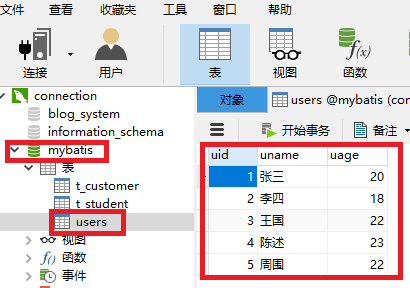 文件 查看 收藏夹 工具 窗口 帮助
连接 用户 表 视图 函数
connection
blog_system
information_schema
mybatis
表
t_customer
t_student
users
视图
函数
事件
对象 users @mybatis (con
开始事务 备注
uid uname uage
1 张三 20
2 李四 18
3 王国 22
4 陈述 23
5 周围 22